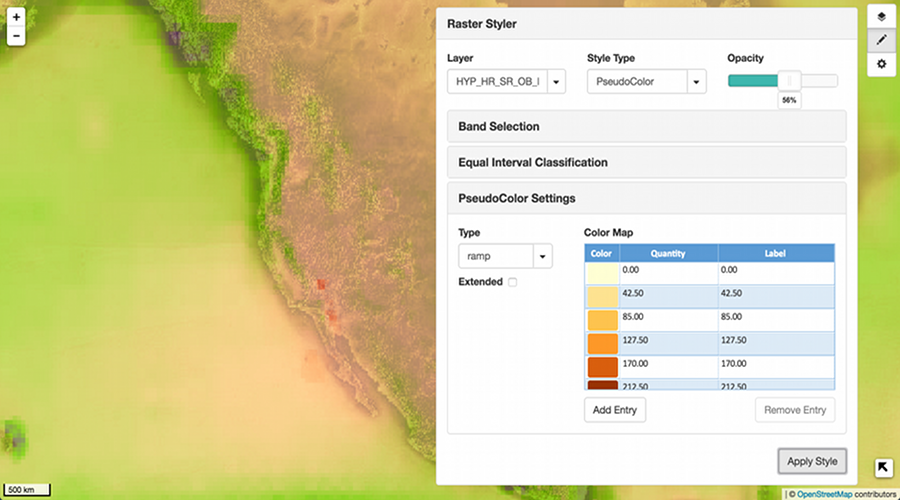 +
−
Raster Styler
Layer Style Type Opacity
HYP_HR_SR_OB_ PseudoColor
56%
Band Selection
Equal Interval Classification
PseudoColor Settings
Type Color Map
ramp
Extended
Color Quantity Label
0.00 0.00
42.50 42.50
85.00 85.00
127.50 127.50
170.00 170.00
212.50 212.50
Add Entry Remove Entry
Apply Style
500 km
| © OpenStreetMap contributors